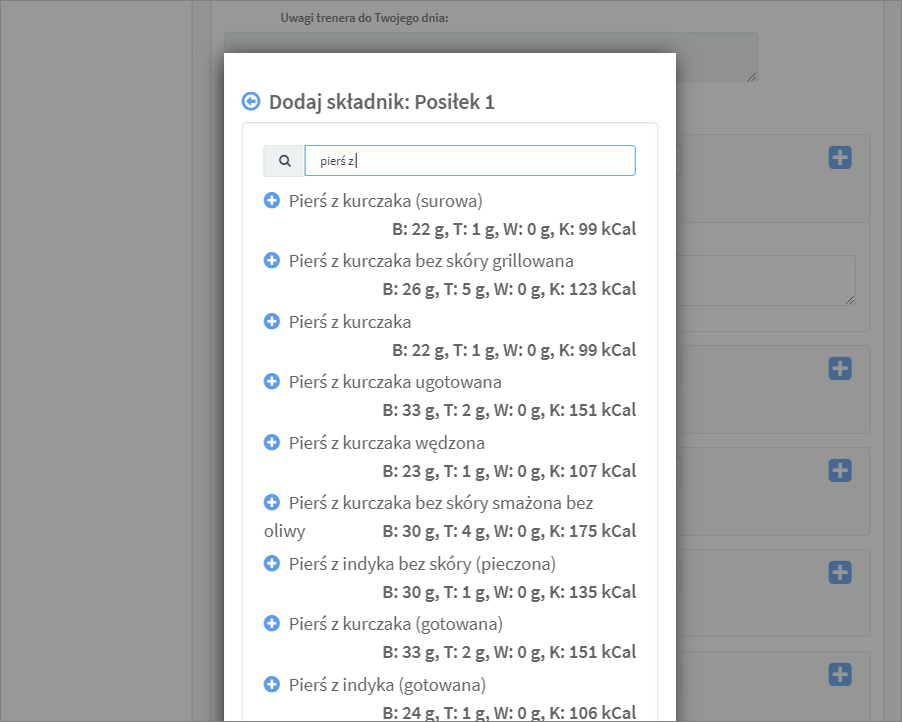 Uwagi trenera do Twojego dnia:
Dodaj składnik: Posiłek 1
pierś z
Pierś z kurczaka (surowa)
B: 22 g, T: 1 g, W: 0 g, K: 99 kCal
Pierś z kurczaka bez skóry grillowana
B: 26 g, T: 5 g, W: 0 g, K: 123 kCal
Pierś z kurczaka
B: 22 g, T: 1 g, W: 0 g, K: 99 kCal
Pierś z kurczaka ugotowana
B: 33 g, T: 2 g, W: 0 g, K: 151 kCal
Pierś z kurczaka wędzona
B: 23 g, T: 1 g, W: 0 g, K: 107 kCal
Pierś z kurczaka bez skóry smażona bez
oliwy B: 30 g, T: 4 g, W: 0 g, K: 175 kCal
Pierś z indyka bez skóry (pieczona)
B: 30 g, T: 1 g, W: 0 g, K: 135 kCal
Pierś z kurczaka (gotowana)
B: 33 g, T: 2 g, W: 0 g, K: 151 kCal
Pierś z indyka (gotowana)
B: 24 g, T: 1 g, W: 0 g, K: 106 kCal